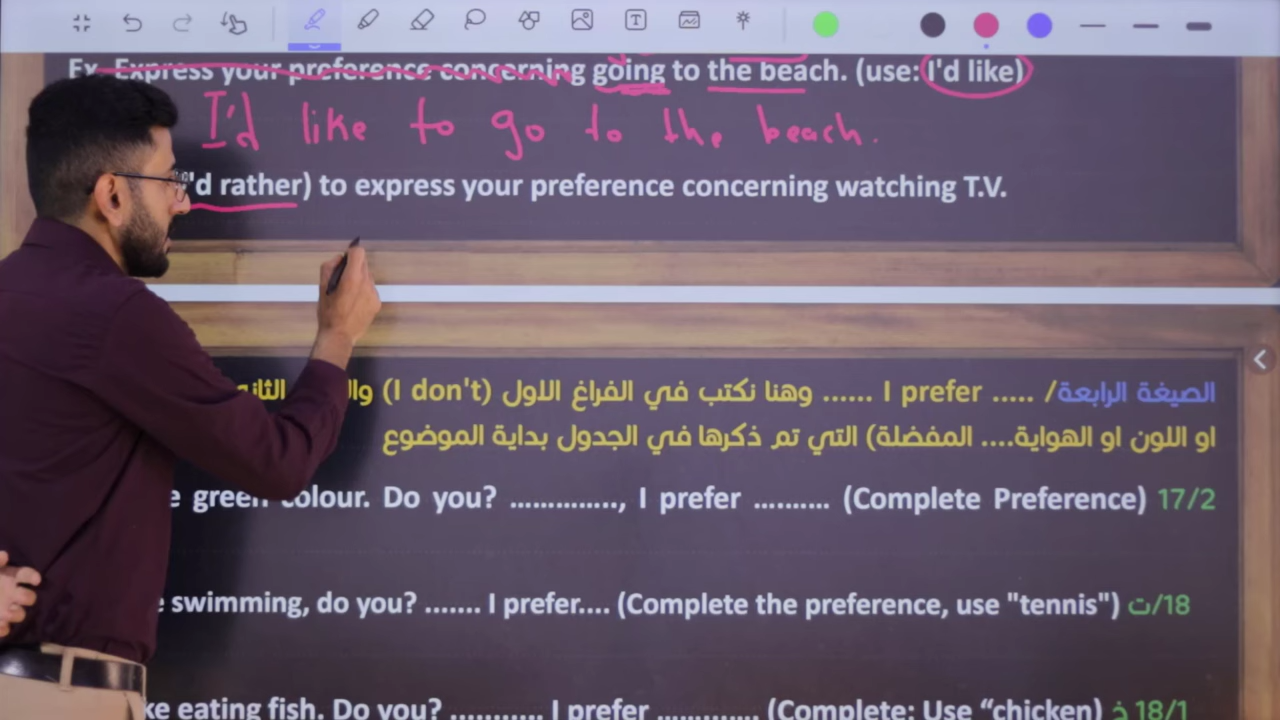 Ex. Express your preference concerning going to the beach. (use: I'd like)
I'd like to go to the beach.
'd rather) to express your preference concerning watching T.V.
الصيغة الرابعة/ ..... I prefer ...... وهنا نكتب في الفراغ الاول (I don't)
او اللون او الهواية.... المفضلة) التي تم ذكرها في الجدول بداية الموضوع
green colour. Do you? .............., I prefer .......... (Complete Preference) 17/2
swimming, do you? ....... I prefer.... (Complete the preference, use "tennis") 18/ت
eating fish. Do you? ........... I prefer ............. (Complete: Use “chicken) 18/1 خ